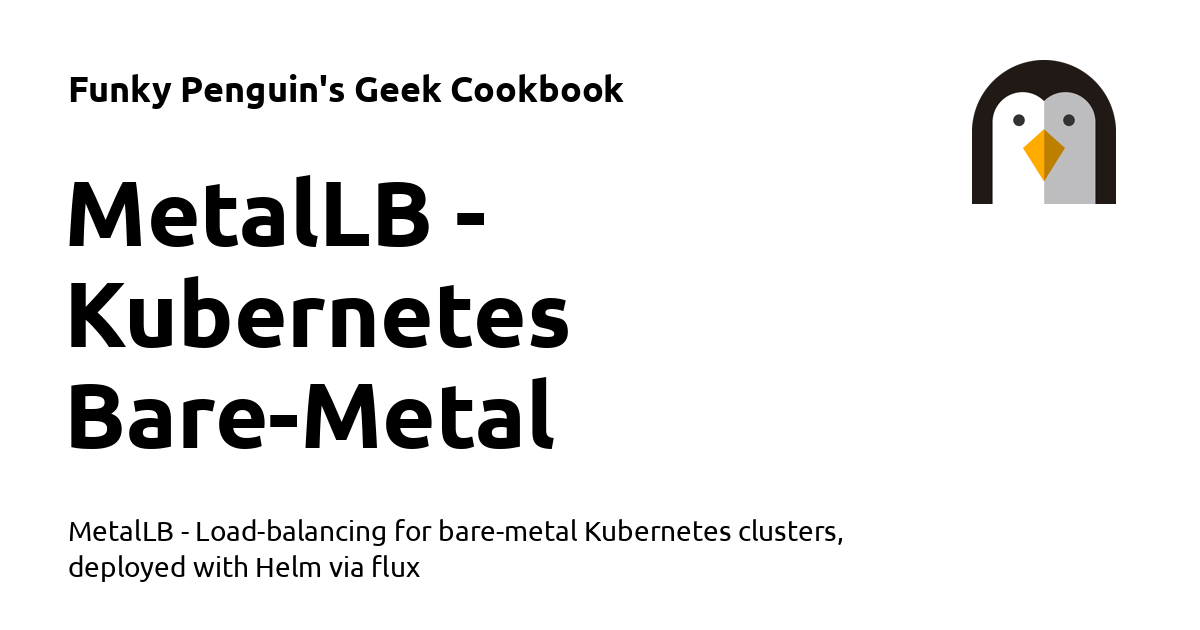 Funky Penguin's Geek Cookbook
MetalLB -
Kubernetes
Bare-Metal
MetalLB - Load-balancing for bare-metal Kubernetes clusters,
deployed with Helm via flux